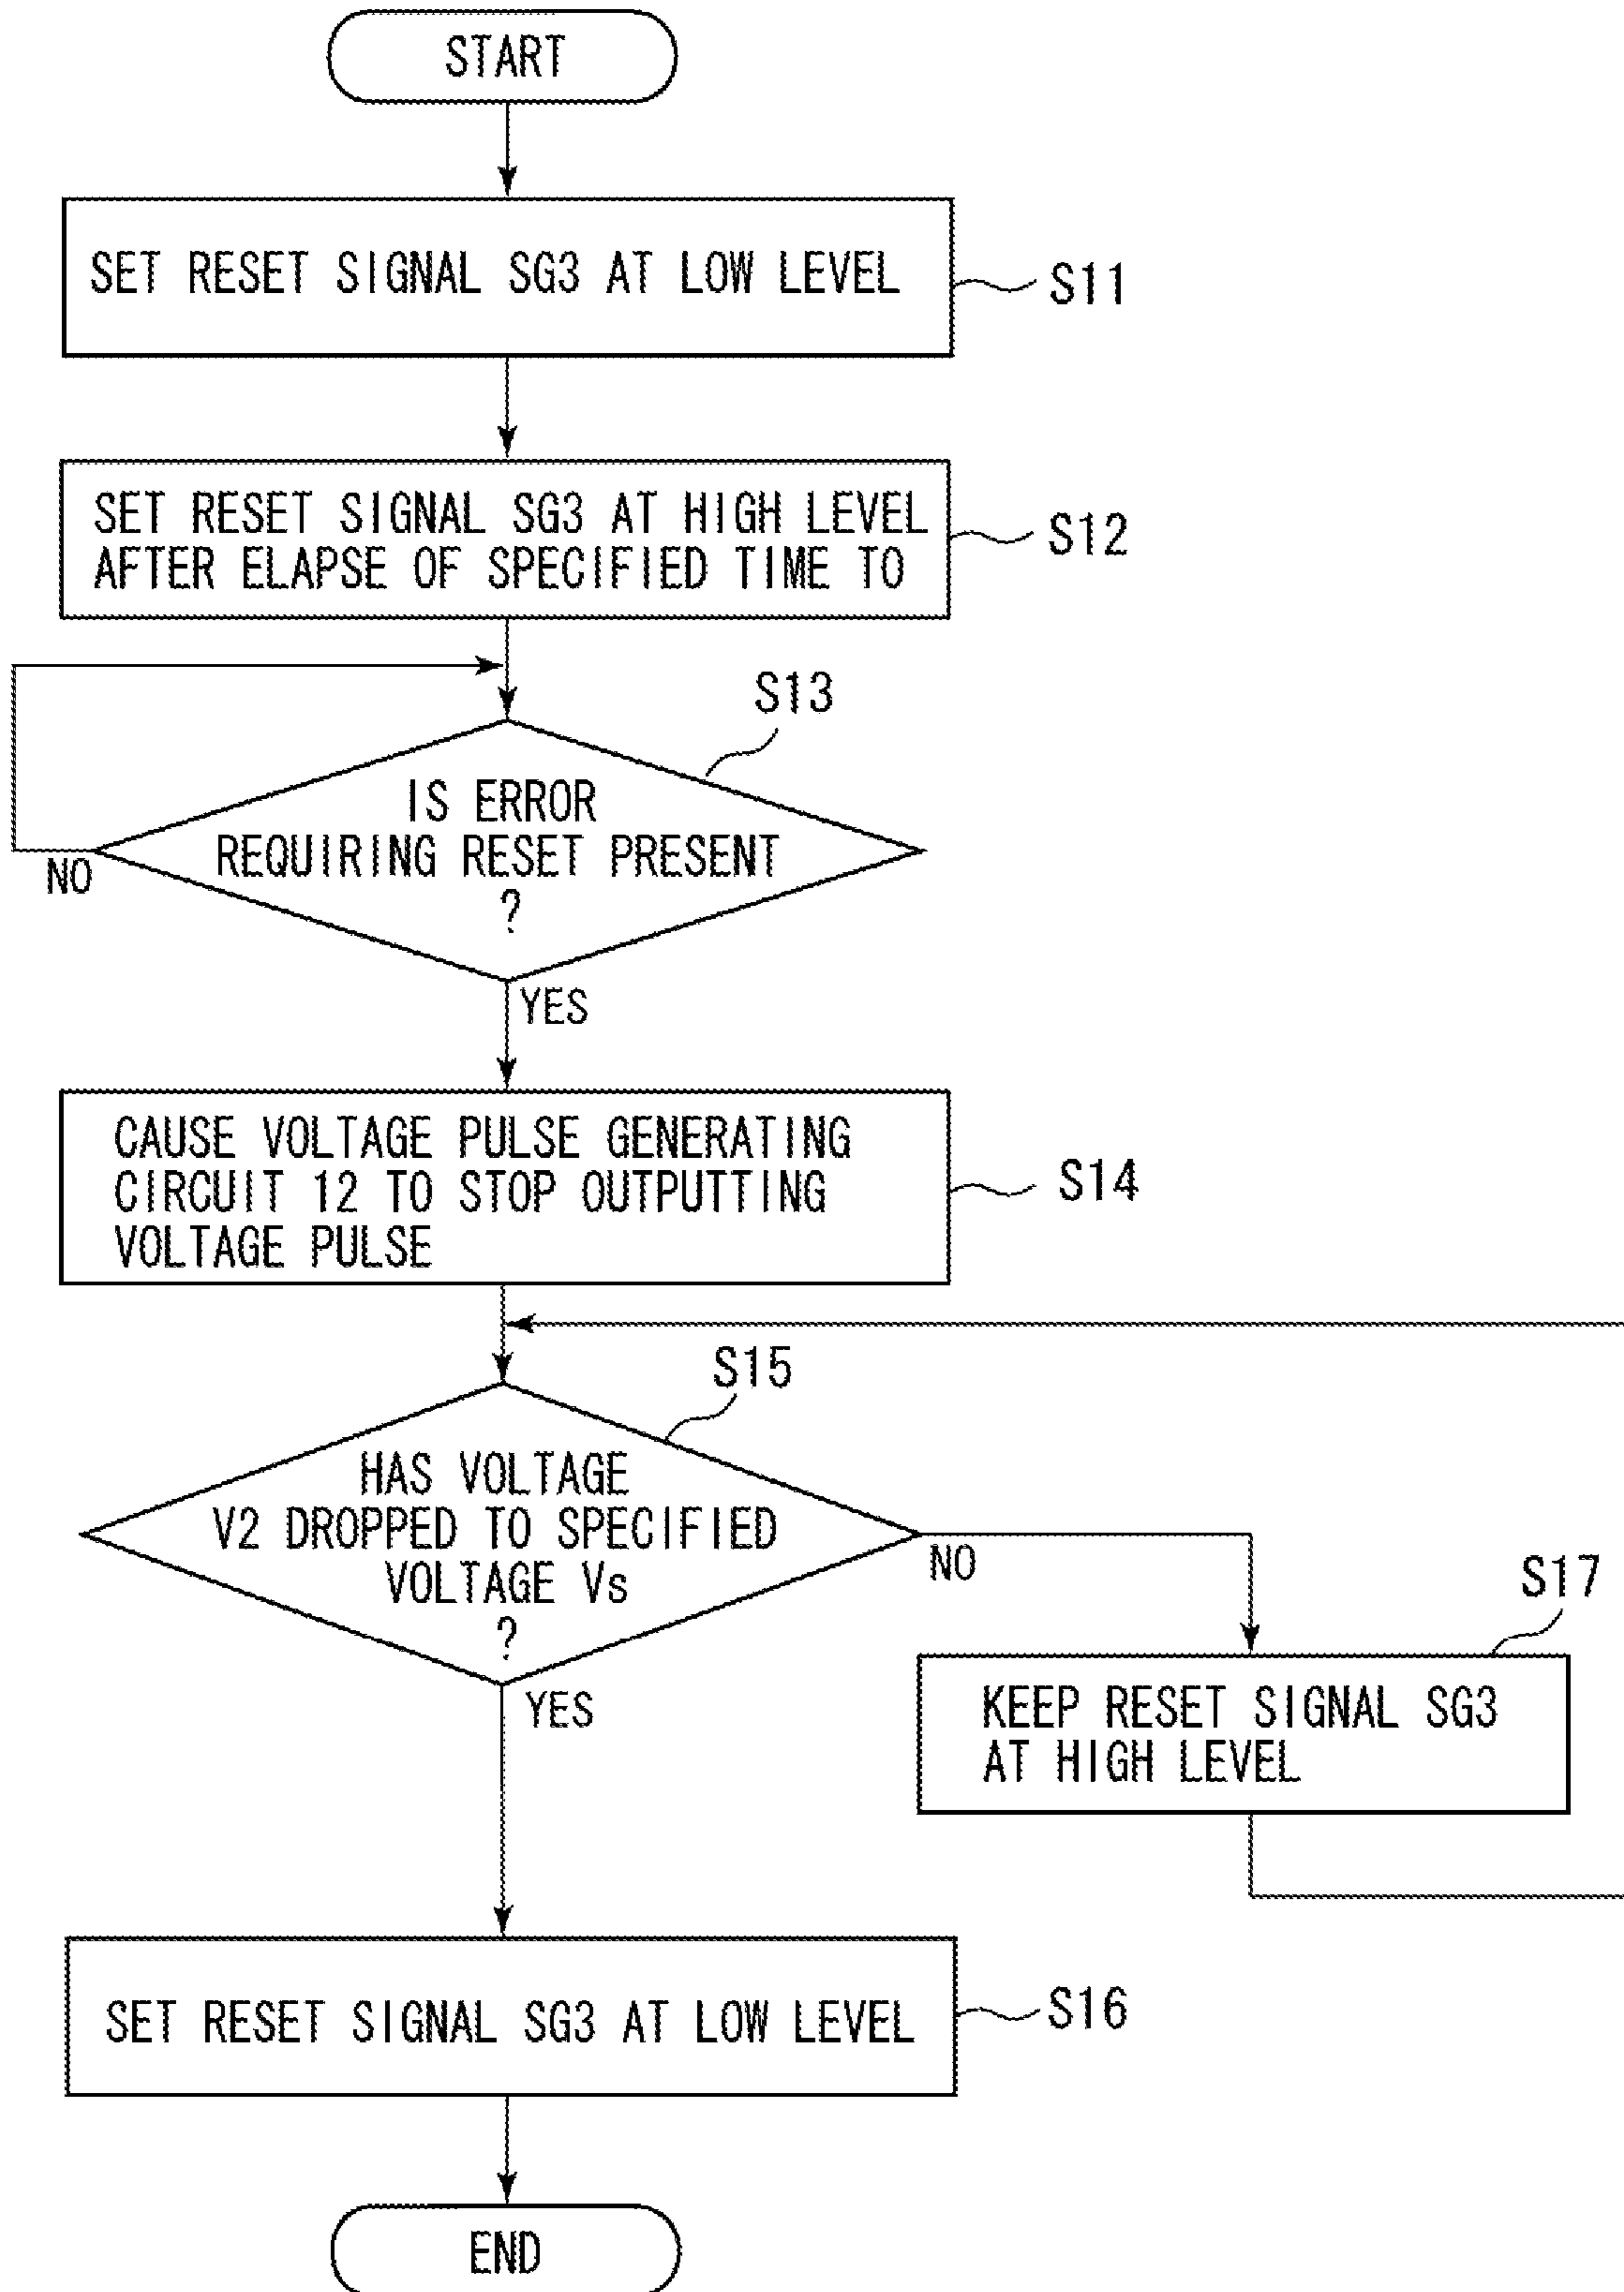 START
SET RESET SIGNAL SG3 AT LOW LEVEL
S11
SET RESET SIGNAL SG3 AT HIGH LEVEL
AFTER ELAPSE OF SPECIFIED TIME TO
S12
S13
IS ERROR
REQUIRING RESET PRESENT
?
NO
YES
CAUSE VOLTAGE PULSE GENERATING
CIRCUIT 12 TO STOP OUTPUTTING
VOLTAGE PULSE
S14
S15
HAS VOLTAGE
V2 DROPPED TO SPECIFIED
VOLTAGE Vs
?
NO
YES
S17
KEEP RESET SIGNAL SG3
AT HIGH LEVEL
SET RESET SIGNAL SG3 AT LOW LEVEL
S16
END